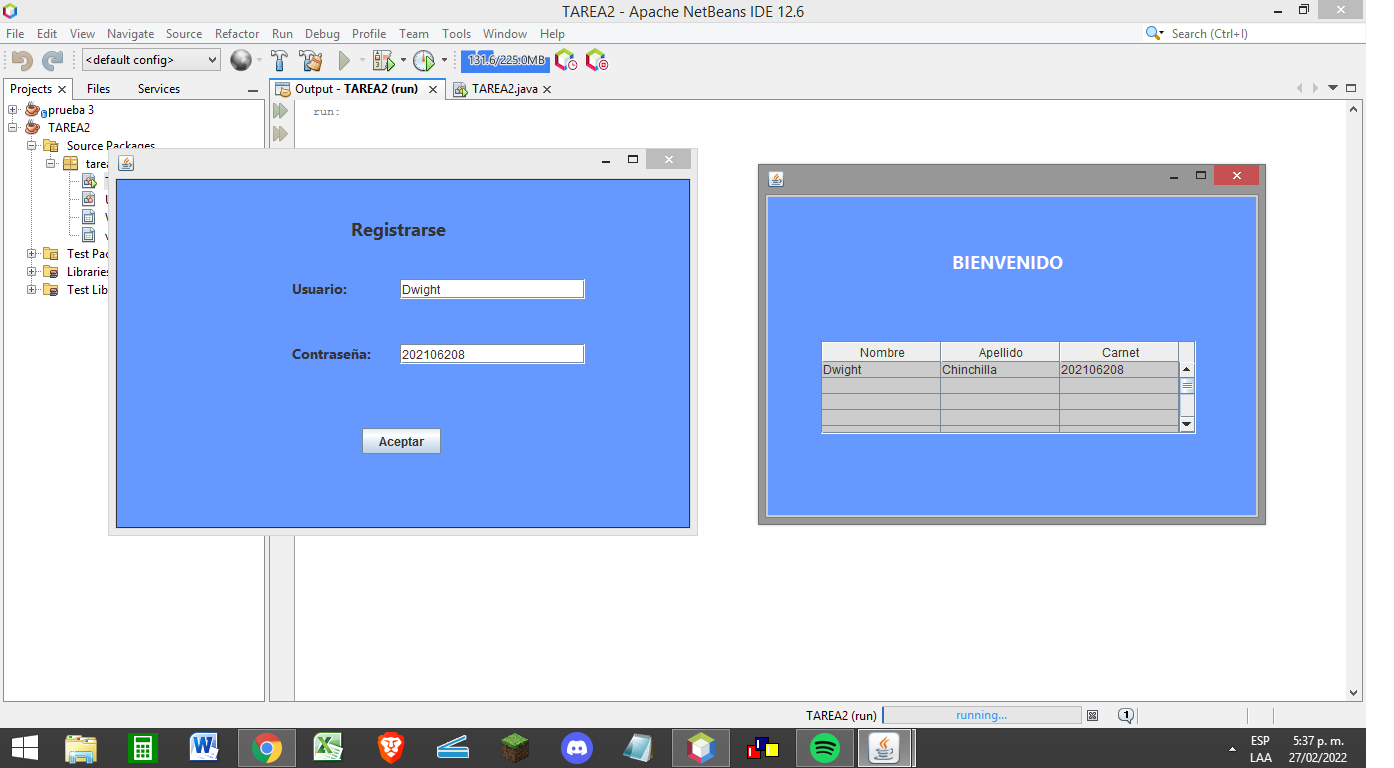 TAREA2 - Apache NetBeans IDE 12.6
File Edit View Navigate Source Refactor Run Debug Profile Team Tools Window Help
Search (Ctrl+I)
<default config>
131.6/225.0MB
Projects Files Services
Output - TAREA2 (run) TAREA2.java
prueba 3
TAREA2
Source Packages
run:
Test Pac
Libraries
Test Lib
Registrarse
Usuario: Dwight
Contraseña: 202106208
Aceptar
BIENVENIDO
Nombre Apellido Carnet
Dwight Chinchilla 202106208
TAREA2 (run) running... 1
ESP 5:37 p. m.
LAA 27/02/2022